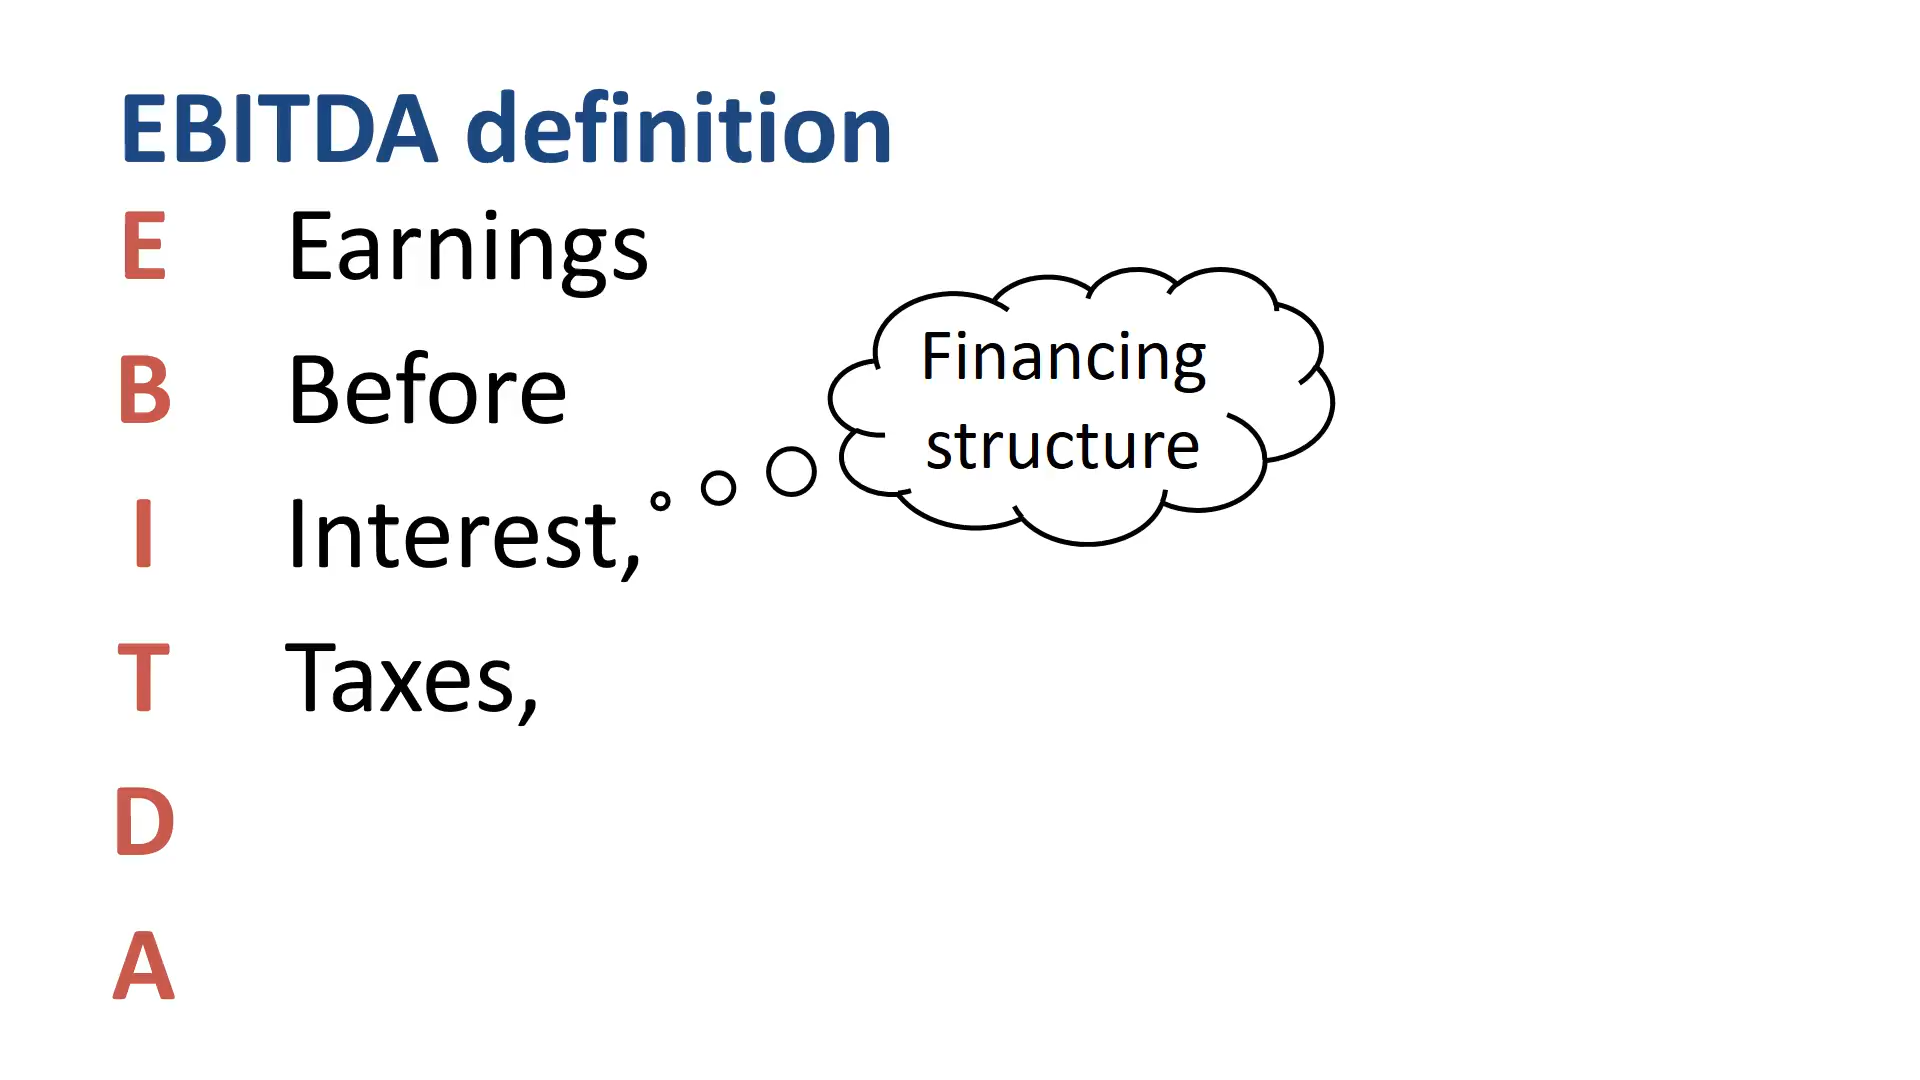 EBITDA definition
E Earnings
B Before
I Interest,
T Taxes,
D
A
Financing
structure